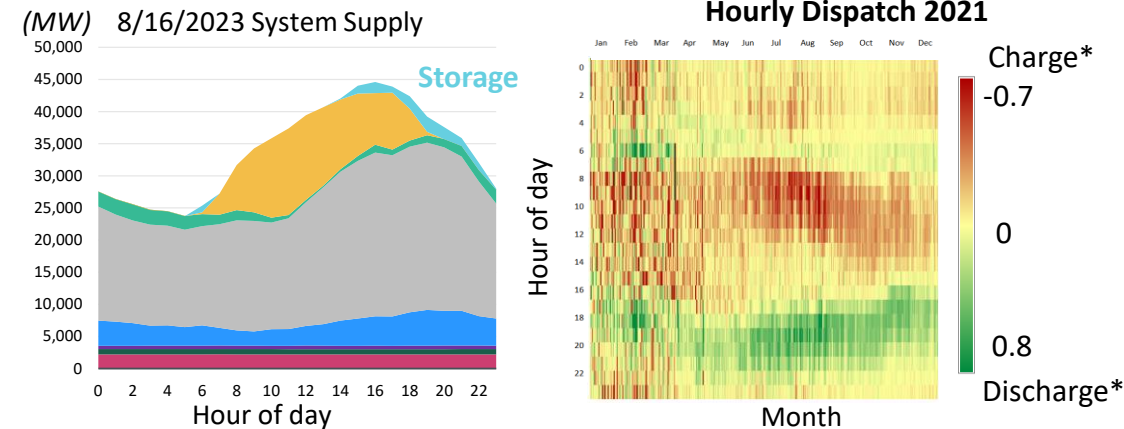 (MW) 8/16/2023 System Supply
50,000
45,000
40,000
35,000
30,000
25,000
20,000
15,000
10,000
5,000
0
Storage
0 2 4 6 8 10 12 14 16 18 20 22
Hour of day
Hourly Dispatch 2021
Jan Feb Mar Apr May Jun Jul Aug Sep Oct Nov Dec
Hour of day
0
2
4
6
8
10
12
14
16
18
20
22
Month
Charge*
-0.7
0
0.8
Discharge*